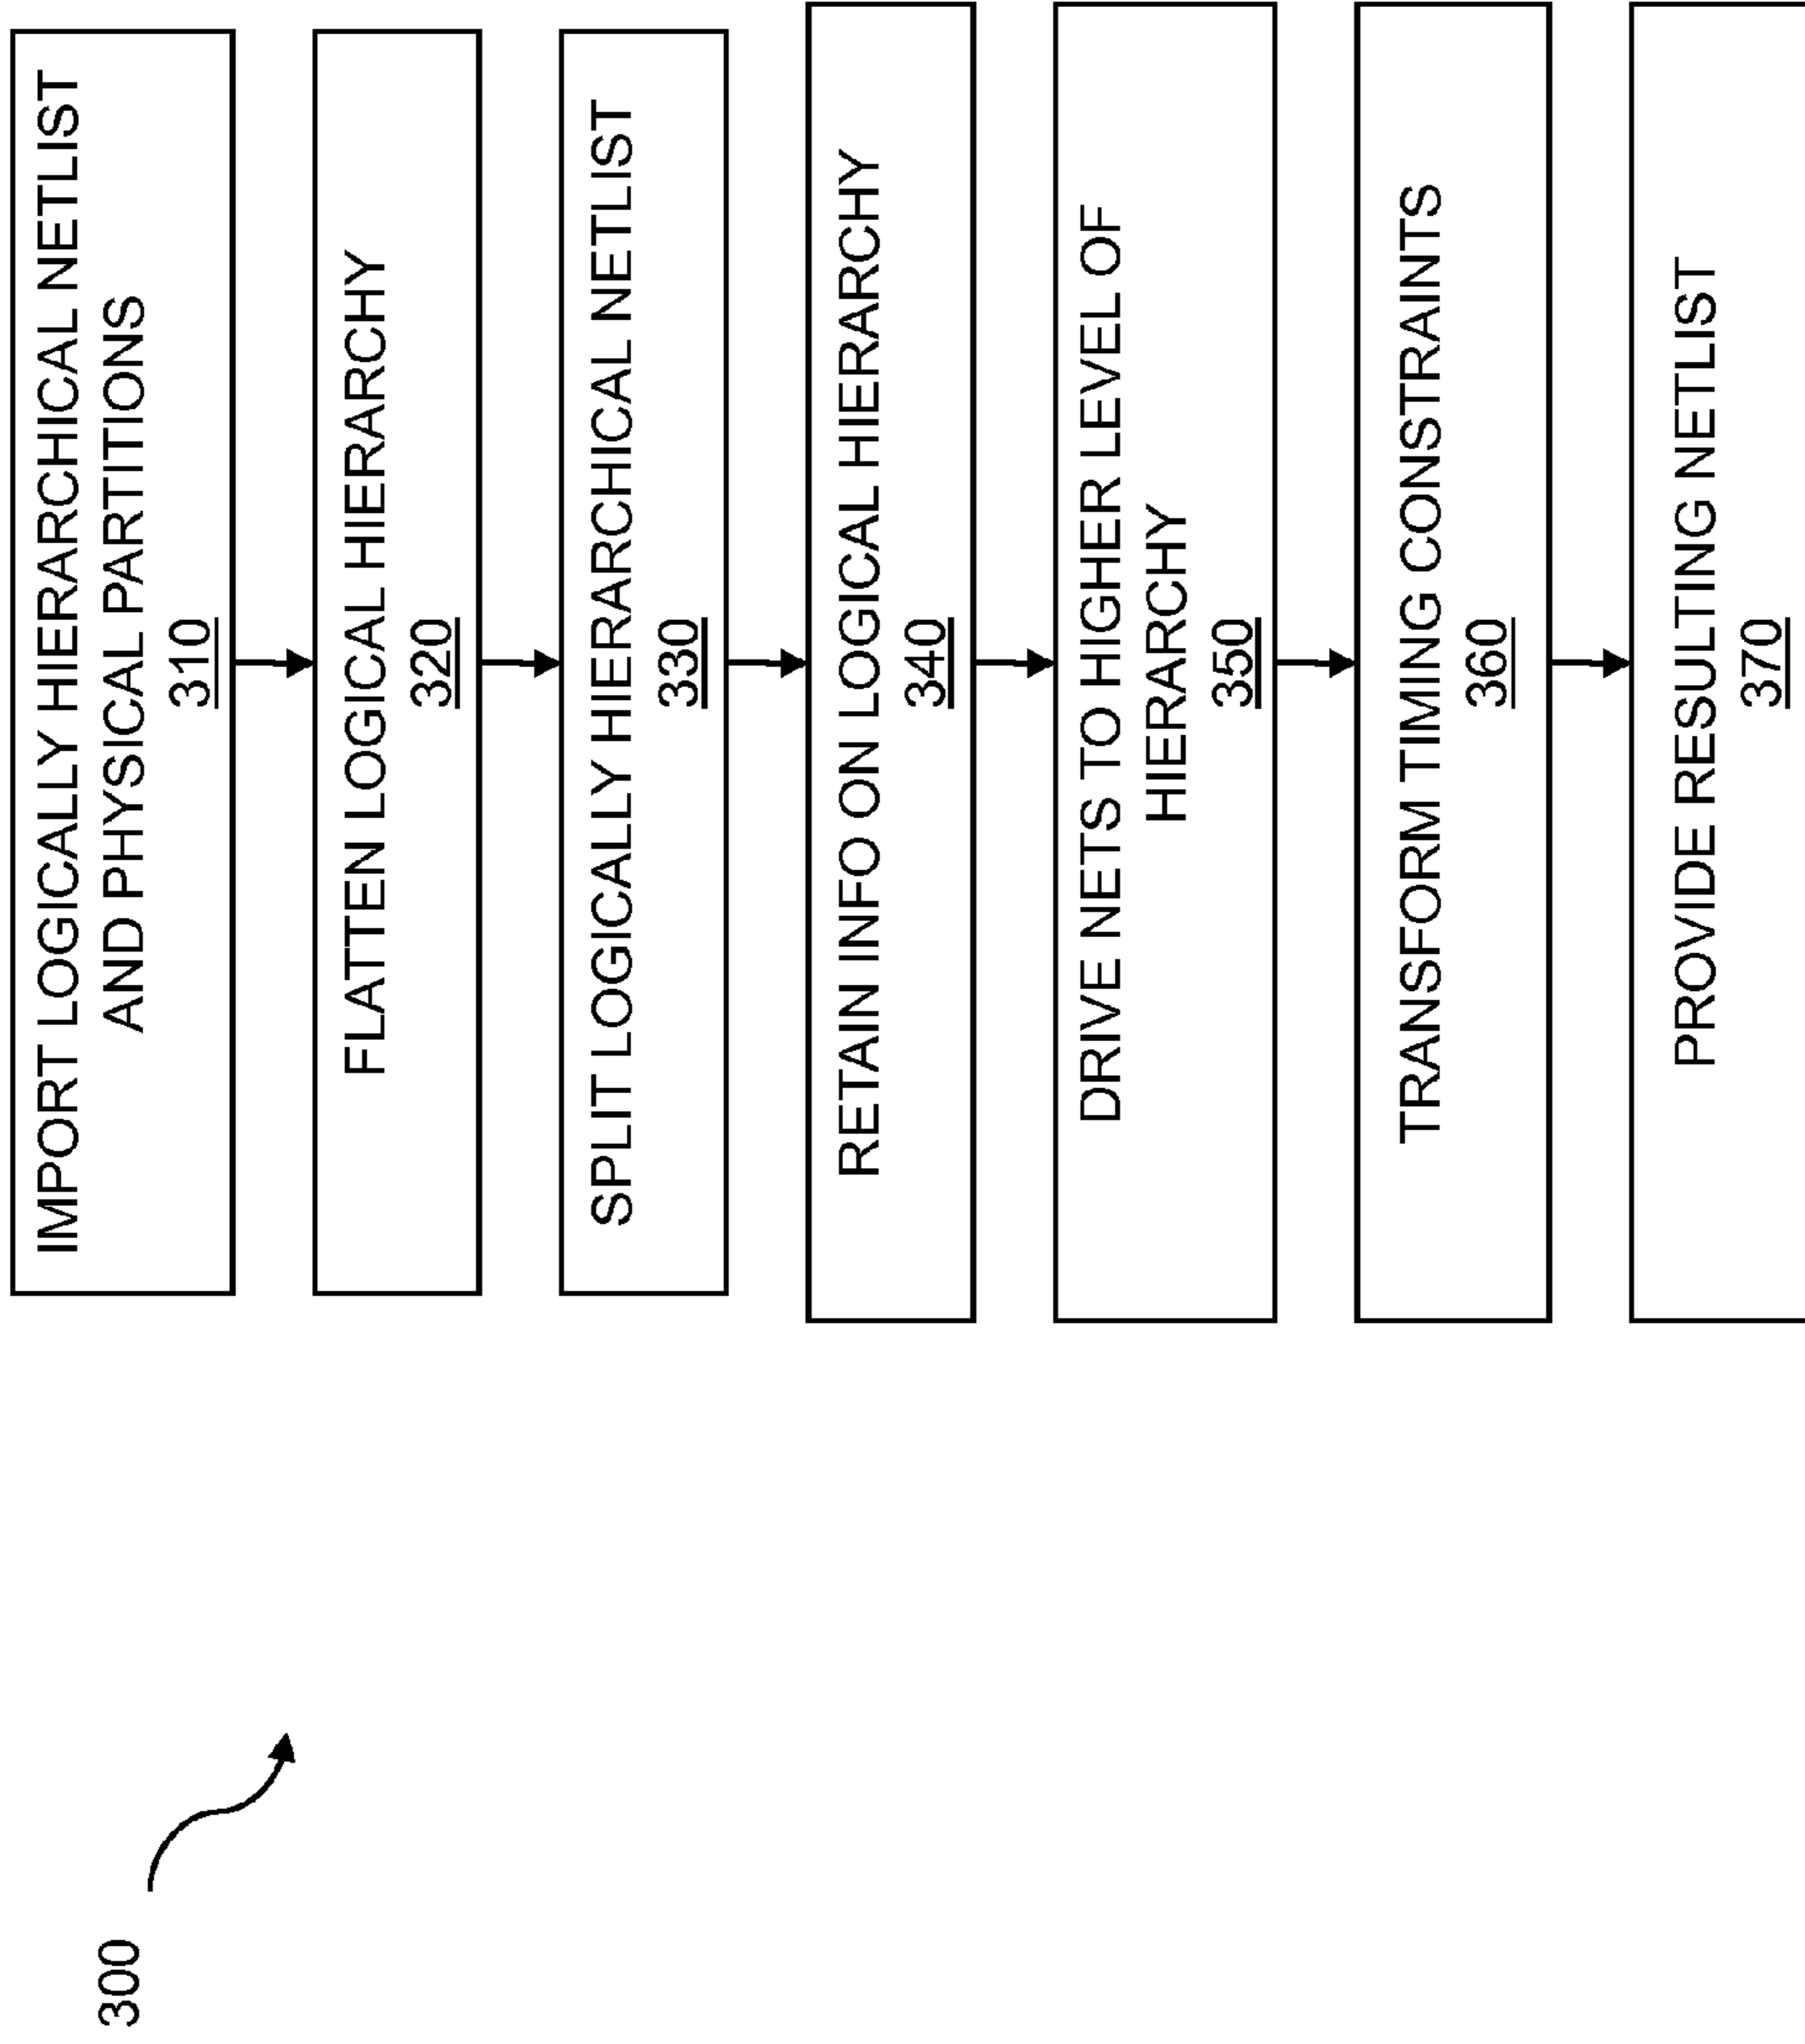 300
IMPORT LOGICALLY HIERARCHICAL NETLIST
AND PHYSICAL PARTITIONS
310
FLATTEN LOGICAL HIERARCHY
320
SPLIT LOGICALLY HIERARCHICAL NETLIST
330
RETAIN INFO ON LOGICAL HIERARCHY
340
DRIVE NETS TO HIGHER LEVEL OF
HIERARCHY
350
TRANSFORM TIMING CONSTRAINTS
360
PROVIDE RESULTING NETLIST
370